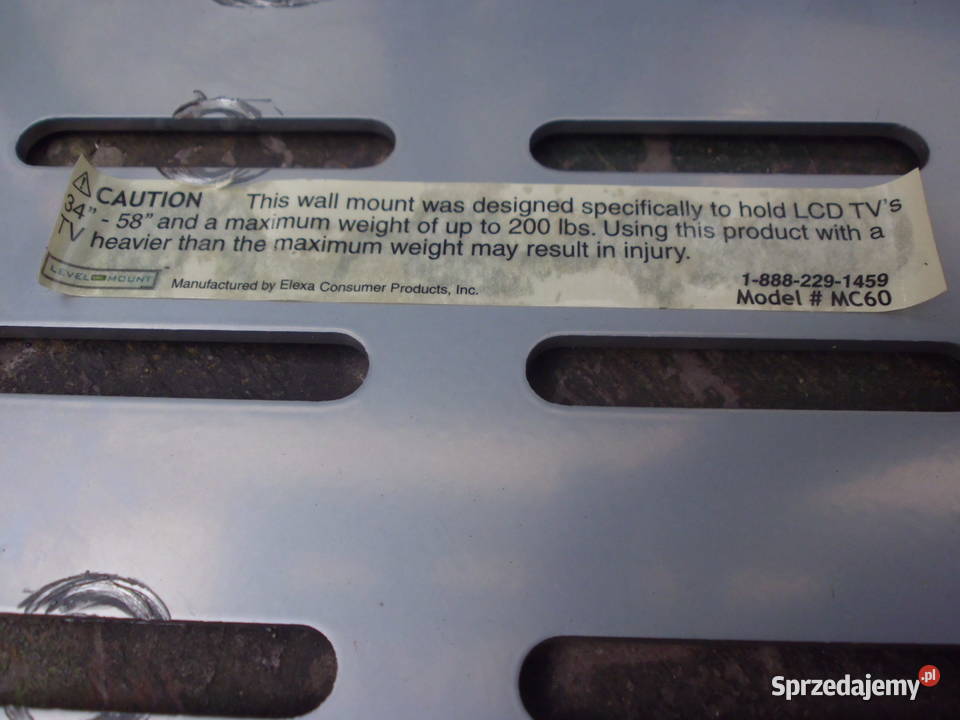 ⚠ CAUTION This wall mount was designed specifically to hold LCD TV's
34" - 58" and a maximum weight of up to 200 lbs. Using this product with a
TV heavier than the maximum weight may result in injury.
LEVEL MOUNT
Manufactured by Elexa Consumer Products, Inc.
1-888-229-1459
Model # MC60
Sprzedajemy.pl